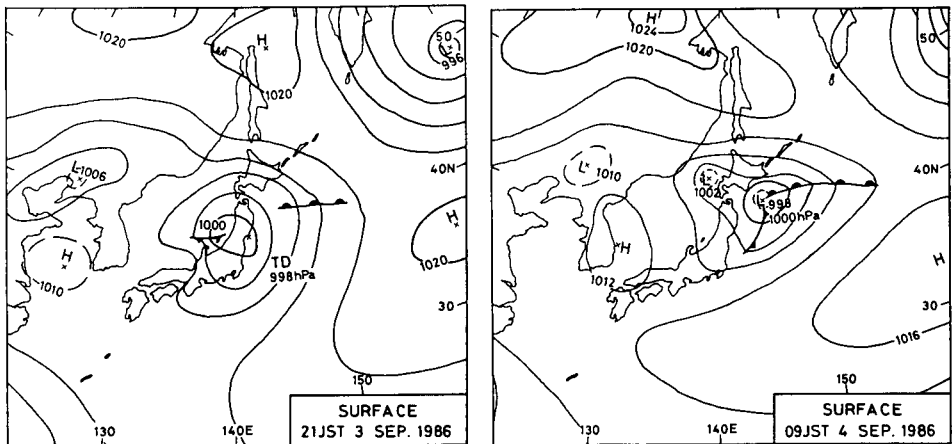 1020
H
50
L
996
1020
L 1006
40N
1000
H
1020
TD
998hPa
H
1010
30
150
130
140E
SURFACE
21JST 3 SEP. 1986
H
1024
1020
50
L
1010
40N
L
1002
L
998
1000hPa
H
1012
H
30
1016
150
130
140E
SURFACE
09JST 4 SEP. 1986